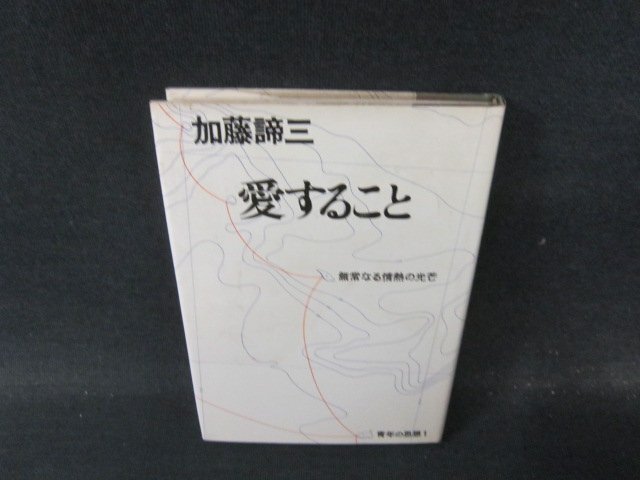 加藤諦三
愛すること
無常なる情熱の光芒
青年の思想1